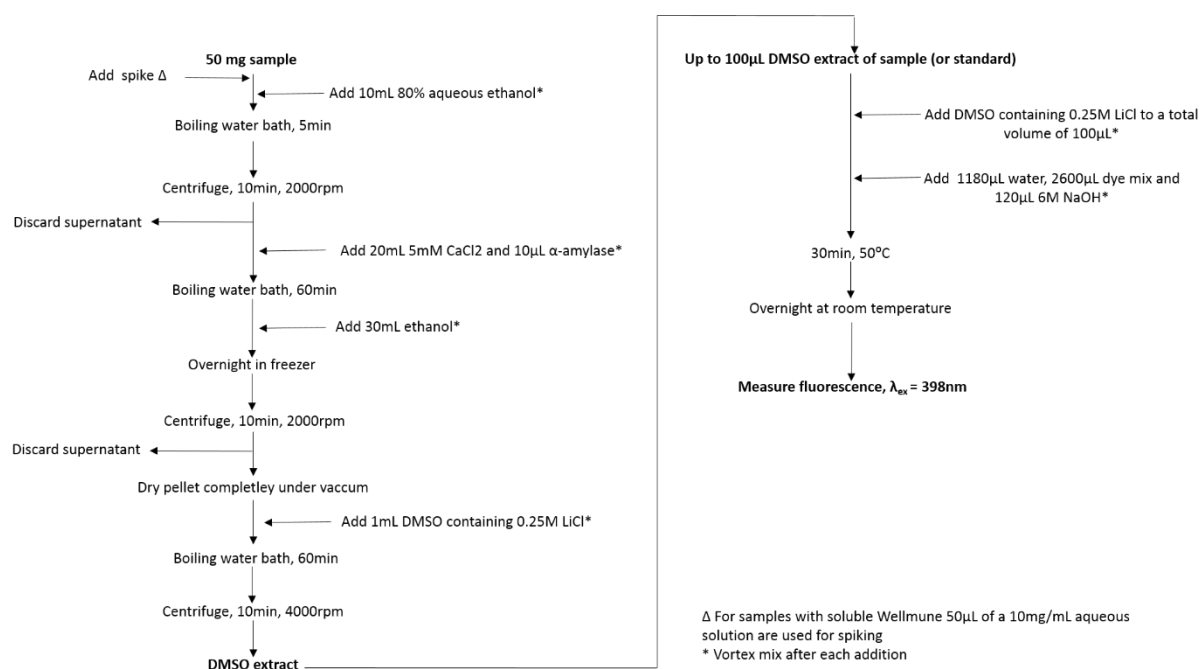 50 mg sample
Add spike Δ
Add 10mL 80% aqueous ethanol*
Boiling water bath, 5min
Centrifuge, 10min, 2000rpm
Discard supernatant
Add 20mL 5mM CaCl2 and 10µL α-amylase*
Boiling water bath, 60min
Add 30mL ethanol*
Overnight in freezer
Centrifuge, 10min, 2000rpm
Discard supernatant
Dry pellet completley under vaccum
Add 1mL DMSO containing 0.25M LiCl*
Boiling water bath, 60min
Centrifuge, 10min, 4000rpm
DMSO extract
Up to 100µL DMSO extract of sample (or standard)
Add DMSO containing 0.25M LiCl to a total
volume of 100µL*
Add 1180µL water, 2600µL dye mix and
120µL 6M NaOH*
30min, 50°C
Overnight at room temperature
Measure fluorescence, λex = 398nm
Δ For samples with soluble Wellmune 50µL of a 10mg/mL aqueous
solution are used for spiking
* Vortex mix after each addition